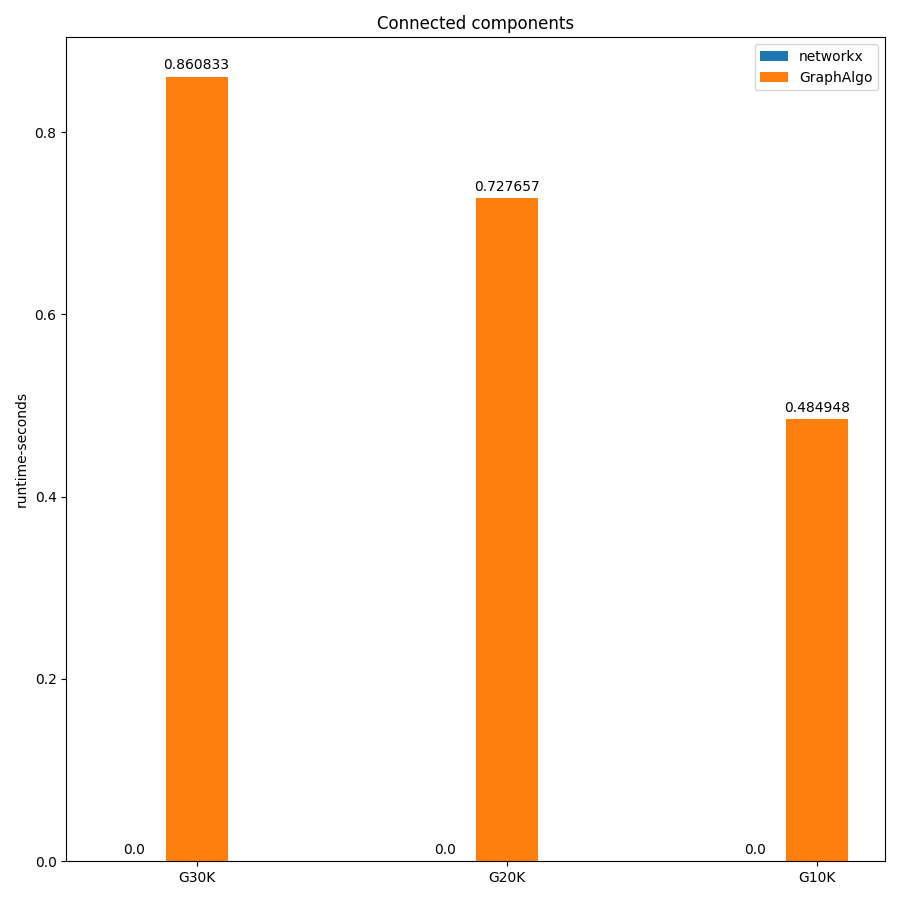 Connected components
networkx
GraphAlgo
0.860833
0.727657
0.484948
0.0
0.0
0.0
0.8
0.6
0.4
0.2
0.0
runtime-seconds
G30K
G20K
G10K